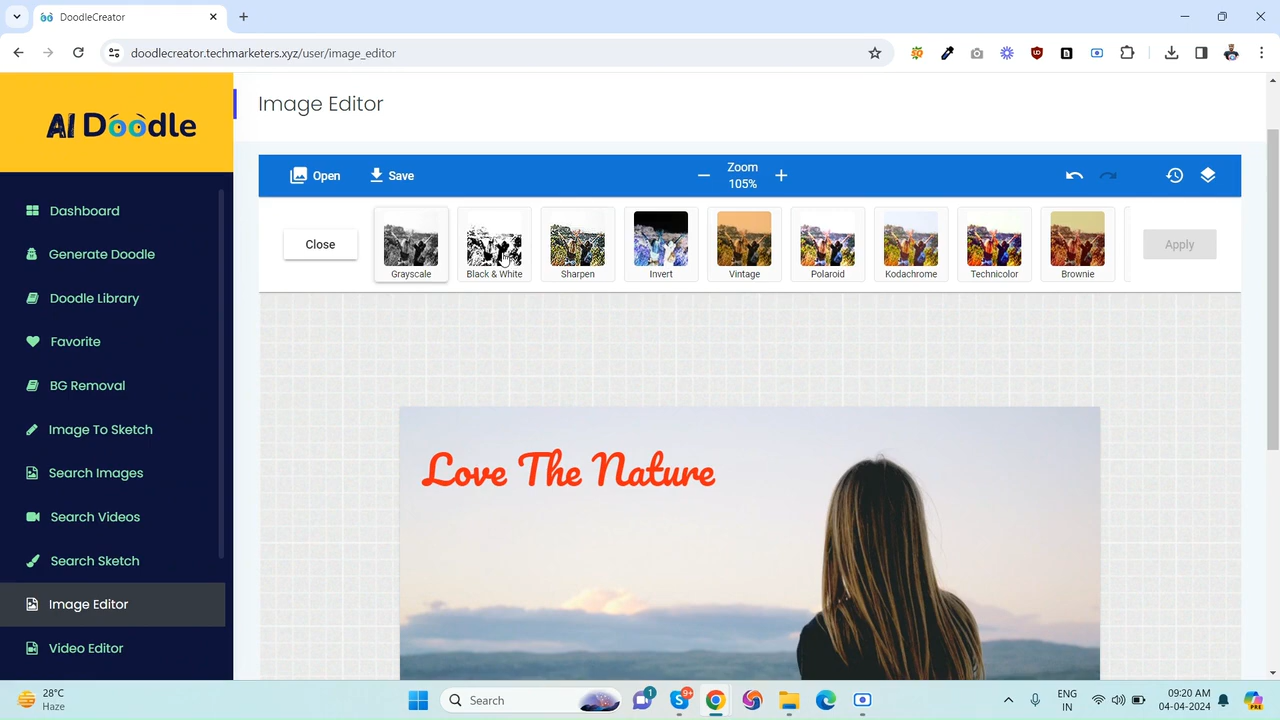 DoodleCreator
doodlecreator.techmarketers.xyz/user/image_editor
AI Doodle
Dashboard
Generate Doodle
Doodle Library
Favorite
BG Removal
Image To Sketch
Search Images
Search Videos
Search Sketch
Image Editor
Video Editor
Image Editor
Open
Save
Zoom
105%
Close
Grayscale
Black & White
Sharpen
Invert
Vintage
Polaroid
Kodachrome
Technicolor
Brownie
Apply
Love The Nature
28°C
Haze
Search
1
9+
ENG
IN
09:20 AM
04-04-2024
PRE